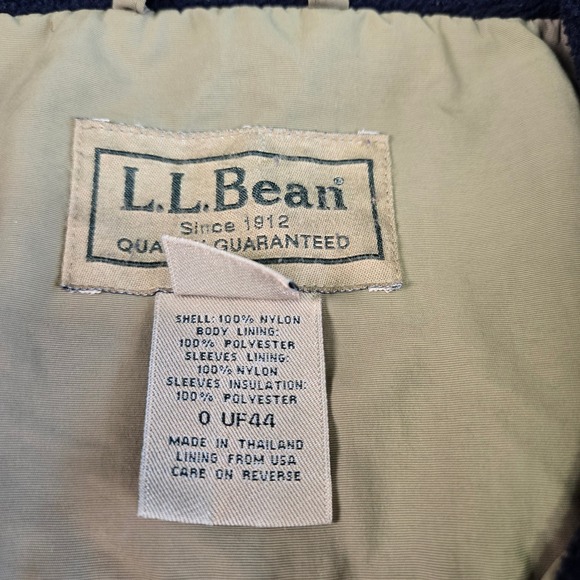 L.L.Bean®
Since 1912
GUARANTEED
SHELL: 100% NYLON
BODY LINING:
100% POLYESTER
SLEEVES LINING:
100% NYLON
SLEEVES INSULATION:
100% POLYESTER
0 UF44
MADE IN THAILAND
LINING FROM USA
CARE ON REVERSE